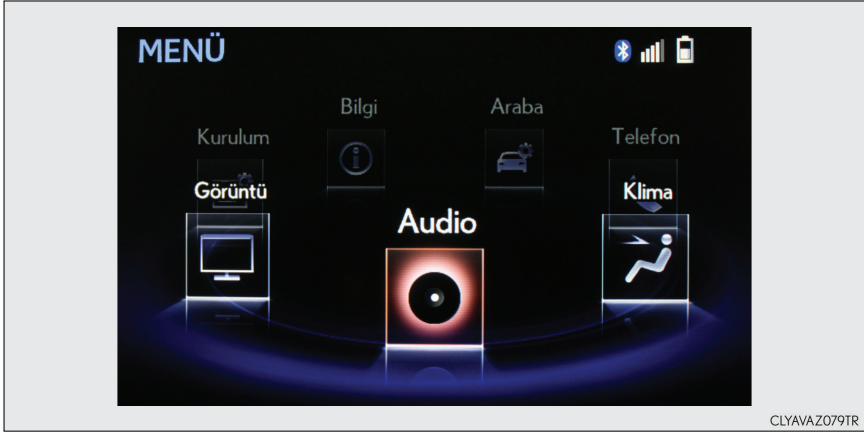 MENÜ
Bilgi
Araba
Kurulum
Telefon
Görüntü
Klima
Audio
CLYAVAZ079TR